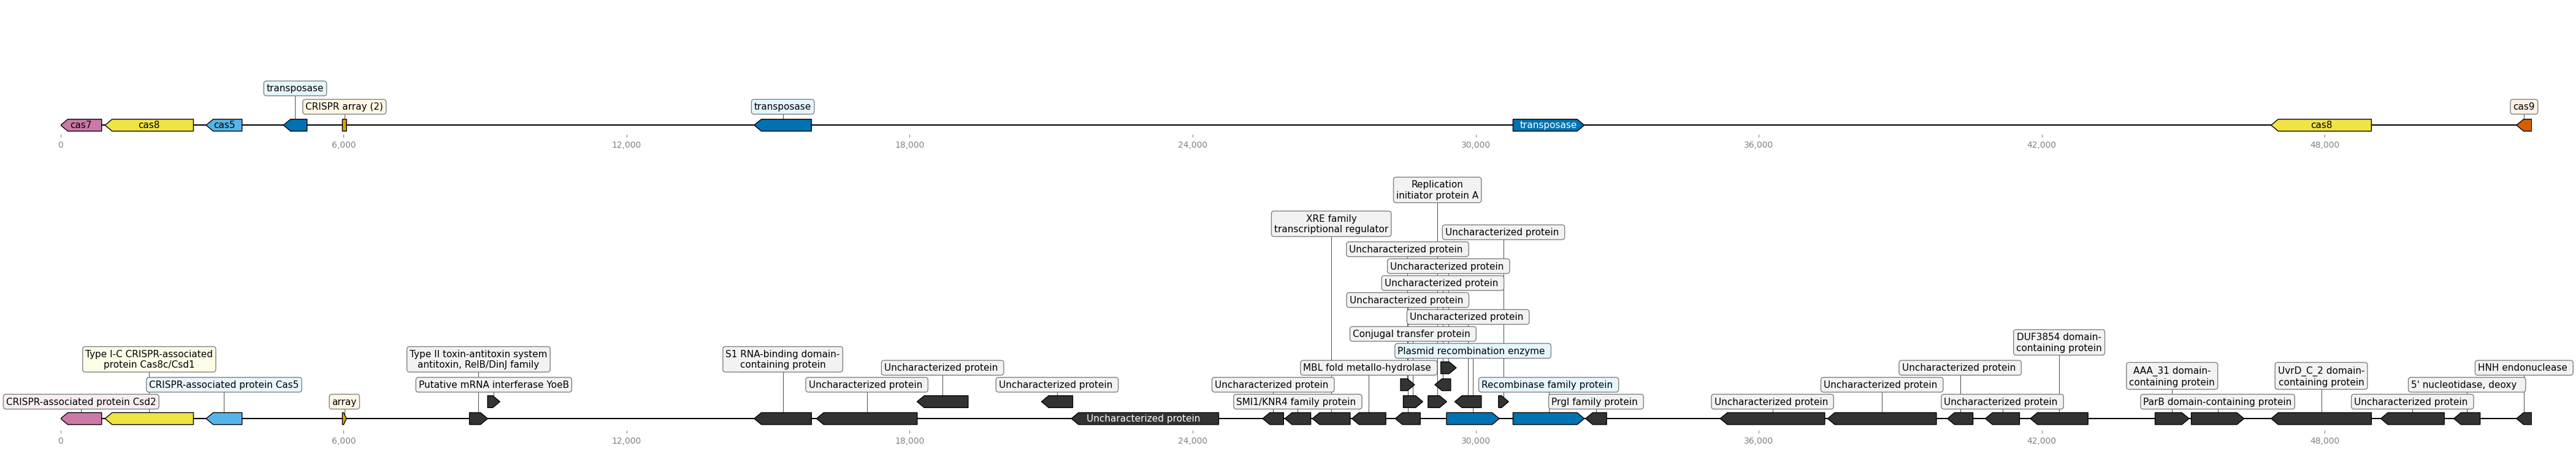 transposase
CRISPR array (2)
transposase
cas9
cas7
cas8
cas5
transposase
cas8
0
6,000
12,000
18,000
24,000
30,000
36,000
42,000
48,000
Replication
initiator protein A
XRE family
transcriptional regulator
Uncharacterized protein
Uncharacterized protein
Uncharacterized protein
Uncharacterized protein
Uncharacterized protein
Uncharacterized protein
Conjugal transfer protein
DUF3854 domain-
containing protein
Plasmid recombination enzyme
Type I-C CRISPR-associated
protein Cas8c/Csd1
Type II toxin-antitoxin system
antitoxin, RelB/DinJ family
S1 RNA-binding domain-
containing protein
Uncharacterized protein
MBL fold metallo-hydrolase
Uncharacterized protein
AAA_31 domain-
containing protein
UvrD_C_2 domain-
containing protein
HNH endonuclease
CRISPR-associated protein Cas5
Putative mRNA interferase YoeB
Uncharacterized protein
Uncharacterized protein
Uncharacterized protein
Recombinase family protein
Uncharacterized protein
5' nucleotidase, deoxy
CRISPR-associated protein Csd2
array
SMI1/KNR4 family protein
PrgI family protein
Uncharacterized protein
Uncharacterized protein
ParB domain-containing protein
Uncharacterized protein
Uncharacterized protein
0
6,000
12,000
18,000
24,000
30,000
36,000
42,000
48,000